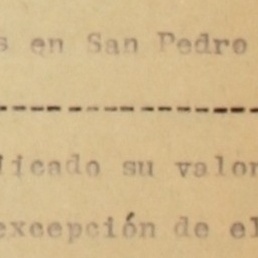 s en San Pedro
--------------------
licado su valor
excepción de el